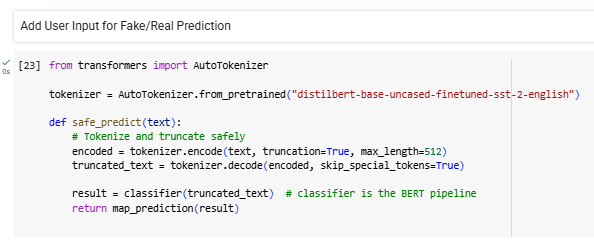 Add User Input for Fake/Real Prediction
[23] from transformers import AutoTokenizer
0s
tokenizer = AutoTokenizer.from_pretrained("distilbert-base-uncased-finetuned-sst-2-english")
def safe_predict(text):
# Tokenize and truncate safely
encoded = tokenizer.encode(text, truncation=True, max_length=512)
truncated_text = tokenizer.decode(encoded, skip_special_tokens=True)
result = classifier(truncated_text)  # classifier is the BERT pipeline
return map_prediction(result)